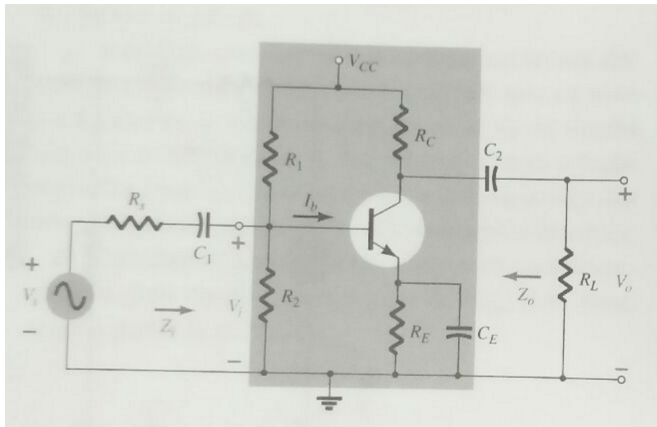 V_CC
R_C
C_2
R_1
I_b
R_s
C_1
+
+
+
V_s
Z_i
V_i
R_2
Z_o
R_L
V_o
R_E
C_E
−
−
−